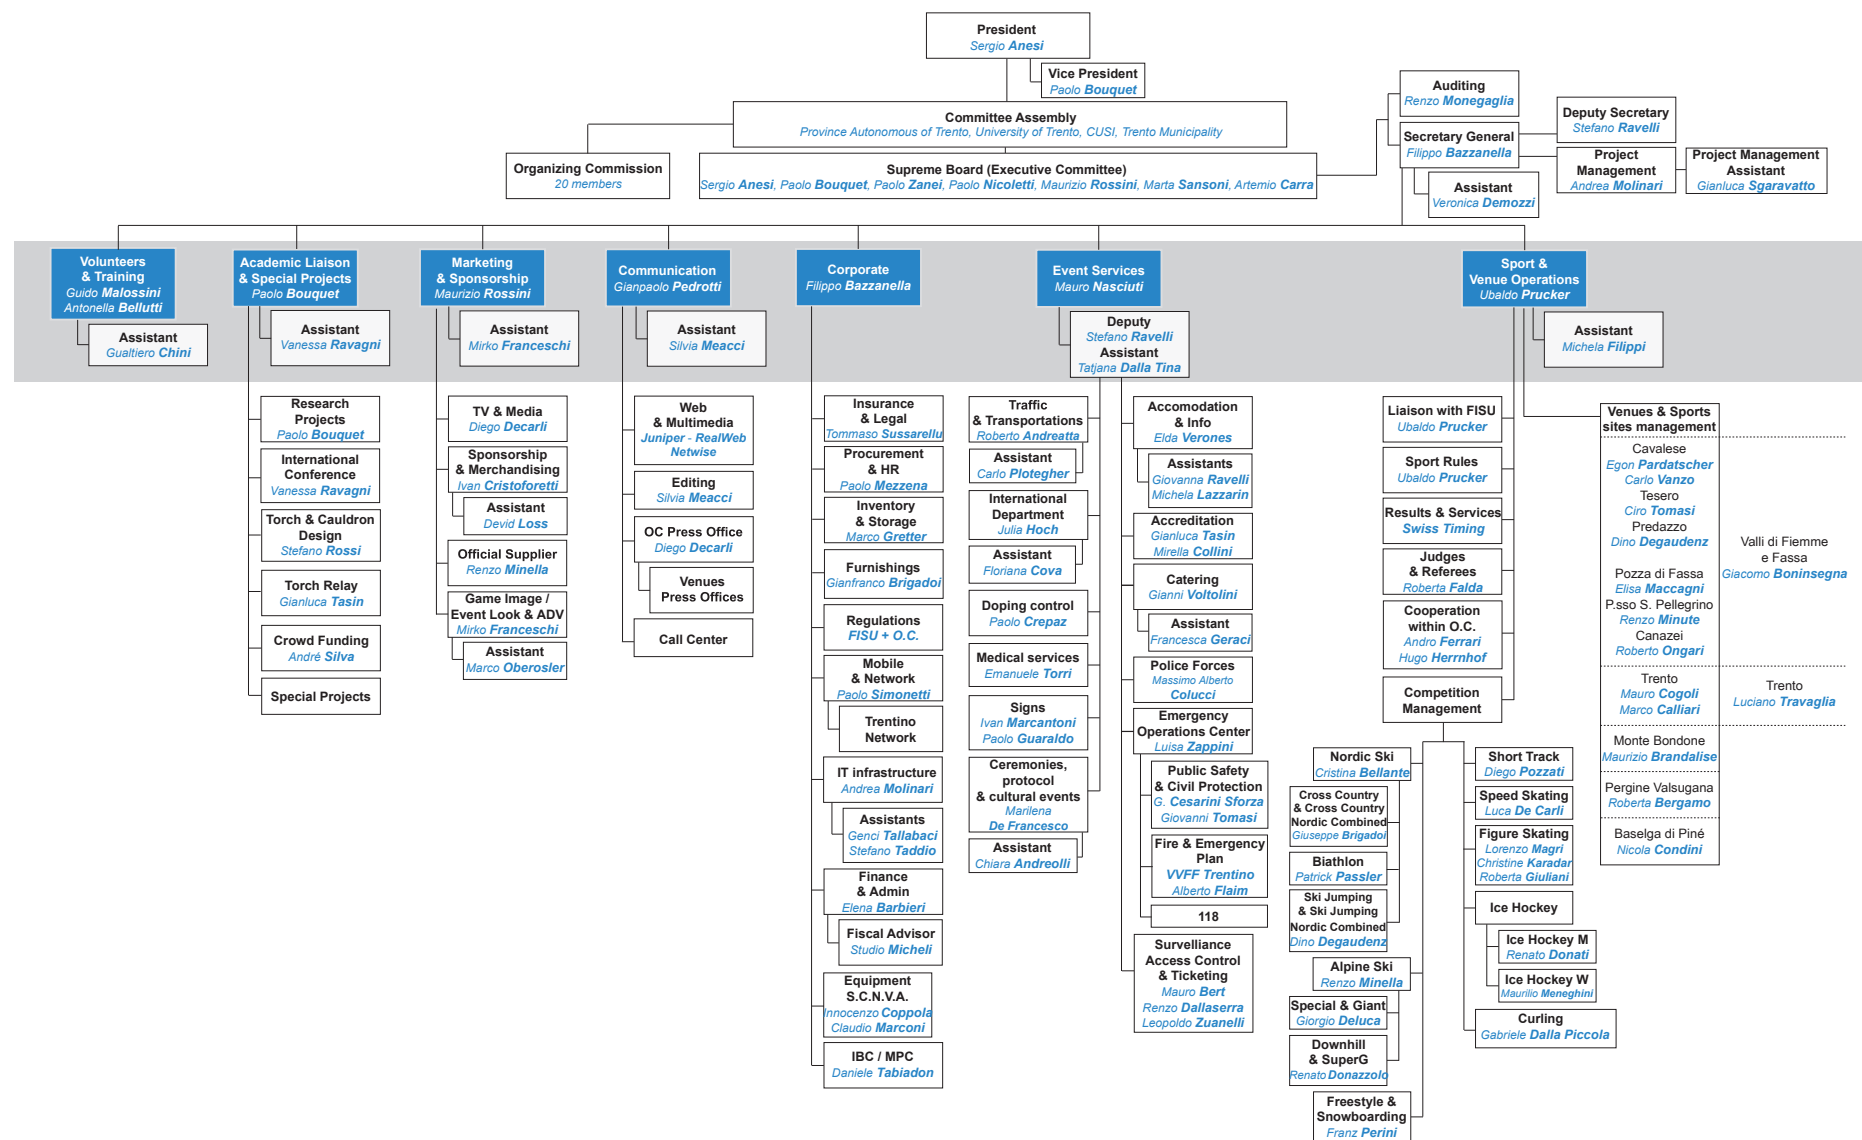 President
Sergio Anesi
Vice President
Paolo Bouquet
Committee Assembly
Province Autonomous of Trento, University of Trento, CUSI, Trento Municipality
Organizing Commission
20 members
Supreme Board (Executive Committee)
Sergio Anesi, Paolo Bouquet, Paolo Zanei, Paolo Nicoletti, Maurizio Rossini, Marta Sansoni, Artemio Carra
Auditing
Renzo Monegaglia
Secretary General
Filippo Bazzanella
Deputy Secretary
Stefano Ravelli
Project
Management
Andrea Molinari
Project Management
Assistant
Gianluca Sgaravatto
Assistant
Veronica Demozzi
Volunteers
& Training
Guido Malossini
Antonella Bellutti
Assistant
Gualtiero Chini
Academic Liaison
& Special Projects
Paolo Bouquet
Assistant
Vanessa Ravagni
Research
Projects
Paolo Bouquet
International
Conference
Vanessa Ravagni
Torch & Cauldron
Design
Stefano Rossi
Torch Relay
Gianluca Tasin
Crowd Funding
André Silva
Special Projects
Marketing
& Sponsorship
Maurizio Rossini
Assistant
Mirko Franceschi
TV & Media
Diego Decarli
Sponsorship
& Merchandising
Ivan Cristoforetti
Assistant
Devid Loss
Official Supplier
Renzo Minella
Game Image /
Event Look & ADV
Mirko Franceschi
Assistant
Marco Oberosler
Communication
Gianpaolo Pedrotti
Assistant
Silvia Meacci
Web
& Multimedia
Juniper - RealWeb
Netwise
Editing
Silvia Meacci
OC Press Office
Diego Decarli
Venues
Press Offices
Call Center
Corporate
Filippo Bazzanella
Insurance
& Legal
Tommaso Sussarellu
Procurement
& HR
Paolo Mezzena
Inventory
& Storage
Marco Gretter
Furnishings
Gianfranco Brigadoi
Regulations
FISU + O.C.
Mobile
& Network
Paolo Simonetti
Trentino
Network
IT infrastructure
Andrea Molinari
Assistants
Genci Tallabaci
Stefano Taddio
Finance
& Admin
Elena Barbieri
Fiscal Advisor
Studio Micheli
Equipment
S.C.N.V.A.
Innocenzo Coppola
Claudio Marconi
IBC / MPC
Daniele Tabiadon
Event Services
Mauro Nasciuti
Deputy
Stefano Ravelli
Assistant
Tatjana Dalla Tina
Traffic
& Transportations
Roberto Andreatta
Assistant
Carlo Plotegher
International
Department
Julia Hoch
Assistant
Floriana Cova
Doping control
Paolo Crepaz
Medical services
Emanuele Torri
Signs
Ivan Marcantoni
Paolo Guaraldo
Ceremonies,
protocol
& cultural events
Marilena
De Francesco
Assistant
Chiara Andreolli
Accomodation
& Info
Elda Verones
Assistants
Giovanna Ravelli
Michela Lazzarin
Accreditation
Gianluca Tasin
Mirella Collini
Catering
Gianni Voltolini
Assistant
Francesca Geraci
Police Forces
Massimo Alberto
Colucci
Emergency
Operations Center
Luisa Zappini
Public Safety
& Civil Protection
G. Cesarini Sforza
Giovanni Tomasi
Fire & Emergency
Plan
VVFF Trentino
Alberto Flaim
118
Survelliance
Access Control
& Ticketing
Mauro Bert
Renzo Dallaserra
Leopoldo Zuanelli
Sport &
Venue Operations
Ubaldo Prucker
Assistant
Michela Filippi
Liaison with FISU
Ubaldo Prucker
Sport Rules
Ubaldo Prucker
Results & Services
Swiss Timing
Judges
& Referees
Roberta Falda
Cooperation
within O.C.
Andro Ferrari
Hugo Herrnhof
Competition
Management
Nordic Ski
Cristina Bellante
Cross Country
& Cross Country
Nordic Combined
Giuseppe Brigadoi
Biathlon
Patrick Passler
Ski Jumping
& Ski Jumping
Nordic Combined
Dino Degaudenz
Alpine Ski
Renzo Minella
Special & Giant
Giorgio Deluca
Downhill
& SuperG
Renato Donazzolo
Freestyle &
Snowboarding
Franz Perini
Short Track
Diego Pozzati
Speed Skating
Luca De Carli
Figure Skating
Lorenzo Magri
Christine Karadar
Roberta Giuliani
Ice Hockey
Ice Hockey M
Renato Donati
Ice Hockey W
Maurilio Meneghini
Curling
Gabriele Dalla Piccola
Venues & Sports
sites management
Cavalese
Egon Pardatscher
Carlo Vanzo
Tesero
Ciro Tomasi
Predazzo
Dino Degaudenz
Pozza di Fassa
Elisa Maccagni
P.sso S. Pellegrino
Renzo Minute
Canazei
Roberto Ongari
Valli di Fiemme
e Fassa
Giacomo Boninsegna
Trento
Mauro Cogoli
Marco Calliari
Trento
Luciano Travaglia
Monte Bondone
Maurizio Brandalise
Pergine Valsugana
Roberta Bergamo
Baselga di Piné
Nicola Condini